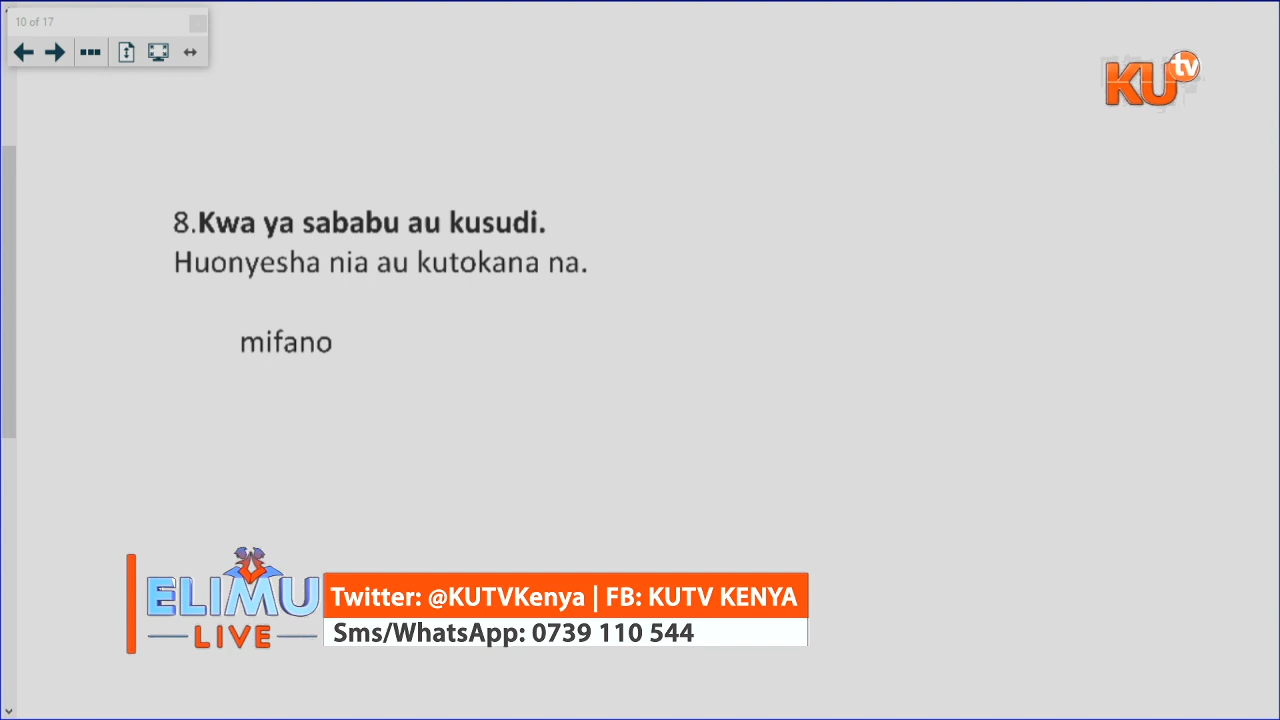 10 of 17
KU tv
8.Kwa ya sababu au kusudi.
Huonyesha nia au kutokana na.
mifano
ELIMU
LIVE
Twitter: @KUTVKenya | FB: KUTV KENYA
Sms/WhatsApp: 0739 110 544